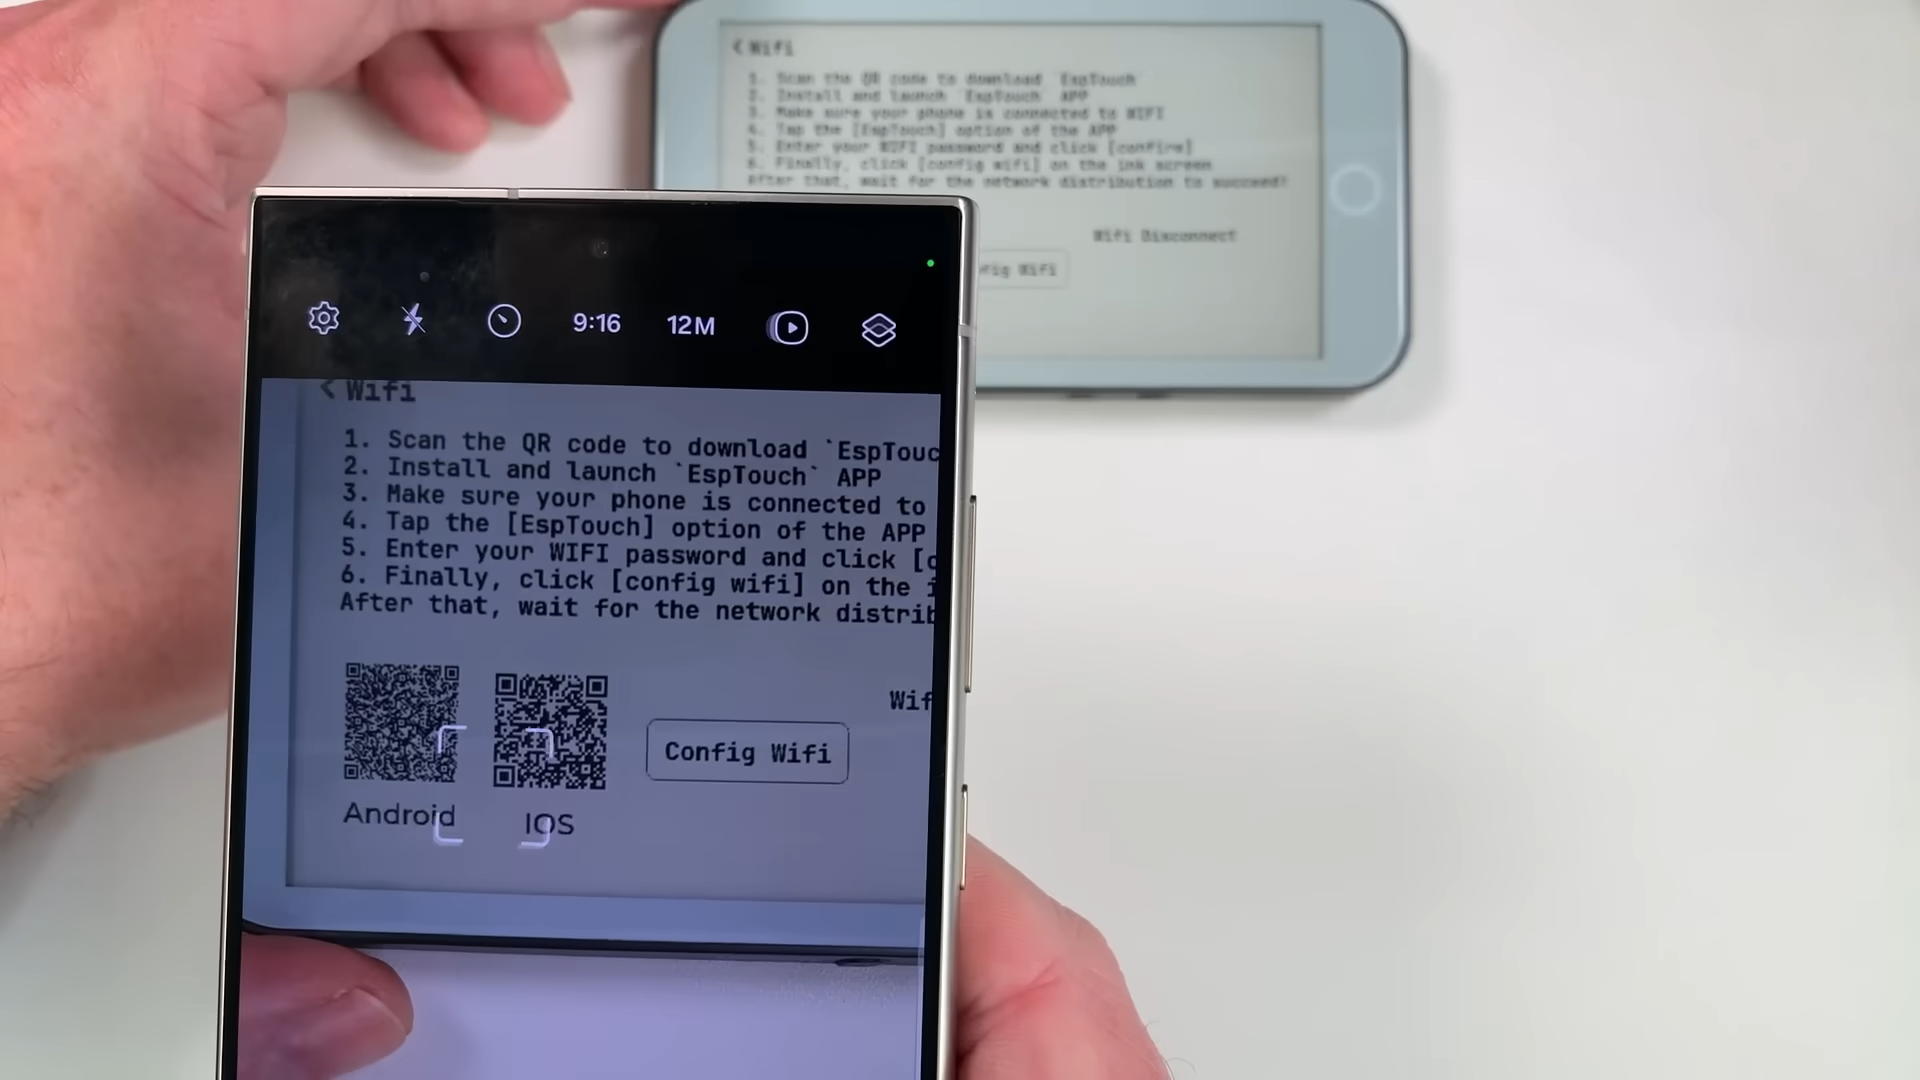 < Wifi
1. Scan the QR code to download `EspTouch`
2. Install and launch `EspTouch` APP
3. Make sure your phone is connected to WIFI
4. Tap the [EspTouch] option of the APP
5. Enter your WIFI password and click [confirm]
6. Finally, click [config wifi] on the ink screen
After that, wait for the network distribution to succeed!
Wifi Disconnect
fig Wifi
9:16 12M
< Wifi
1. Scan the QR code to download `EspTouc
2. Install and launch `EspTouch` APP
3. Make sure your phone is connected to
4. Tap the [EspTouch] option of the APP
5. Enter your WIFI password and click [c
6. Finally, click [config wifi] on the i
After that, wait for the network distrib
Wif
Config Wifi
Android IOS